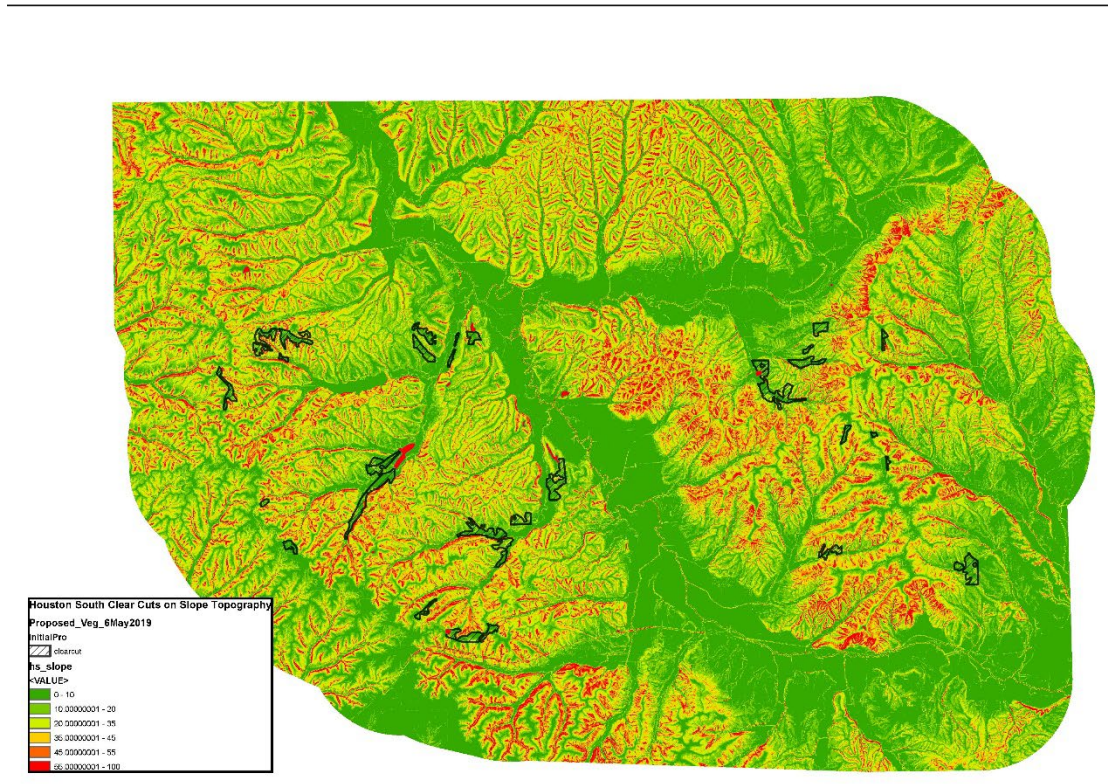 Houston South Clear Cuts on Slope Topography
Proposed_Veg_6May2019
InitialPro
clearcut
hs_slope
<VALUE>
0 - 10
10.00000001 - 20
20.00000001 - 35
35.00000001 - 45
45.00000001 - 55
55.00000001 - 100